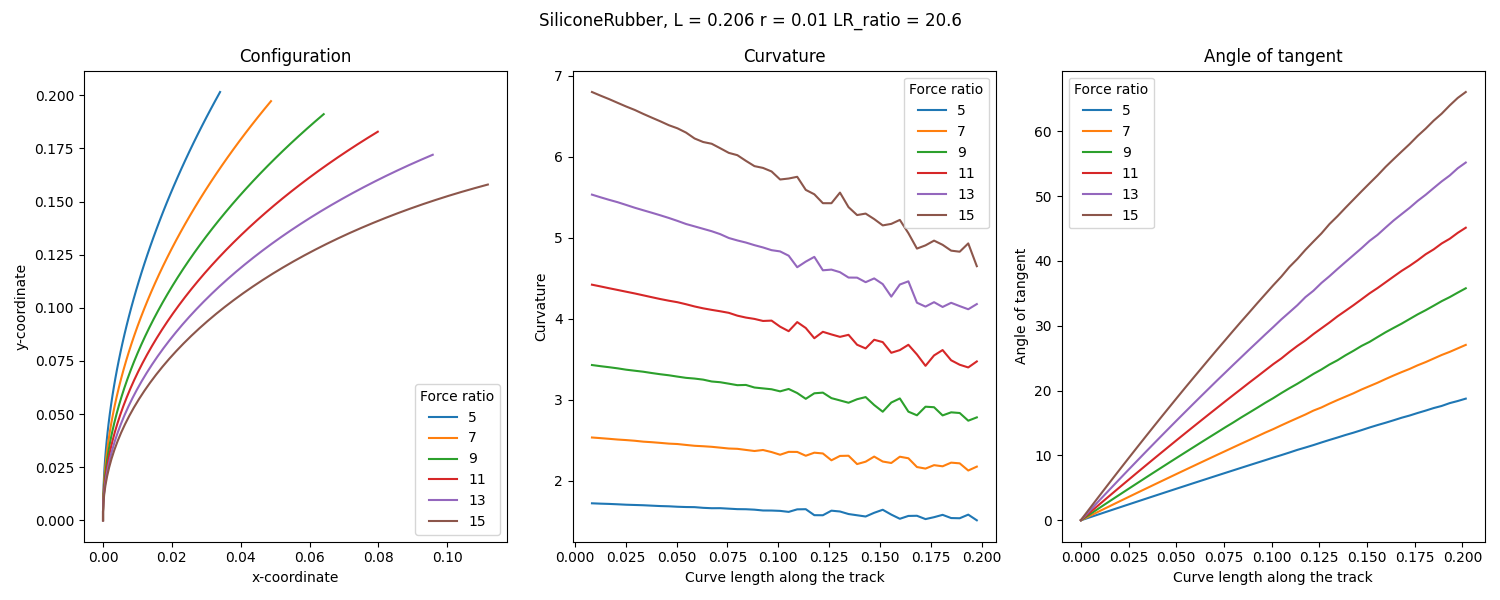 SiliconeRubber, L = 0.206 r = 0.01 LR_ratio = 20.6
Configuration
y-coordinate
0.200
0.175
0.150
0.125
0.100
0.075
0.050
0.025
0.000
Force ratio
5
7
9
11
13
15
0.00 0.02 0.04 0.06 0.08 0.10
x-coordinate
Curvature
Curvature
7
6
5
4
3
2
Force ratio
5
7
9
11
13
15
0.000 0.025 0.050 0.075 0.100 0.125 0.150 0.175 0.200
Curve length along the track
Angle of tangent
Angle of tangent
60
50
40
30
20
10
0
Force ratio
5
7
9
11
13
15
0.000 0.025 0.050 0.075 0.100 0.125 0.150 0.175 0.200
Curve length along the track